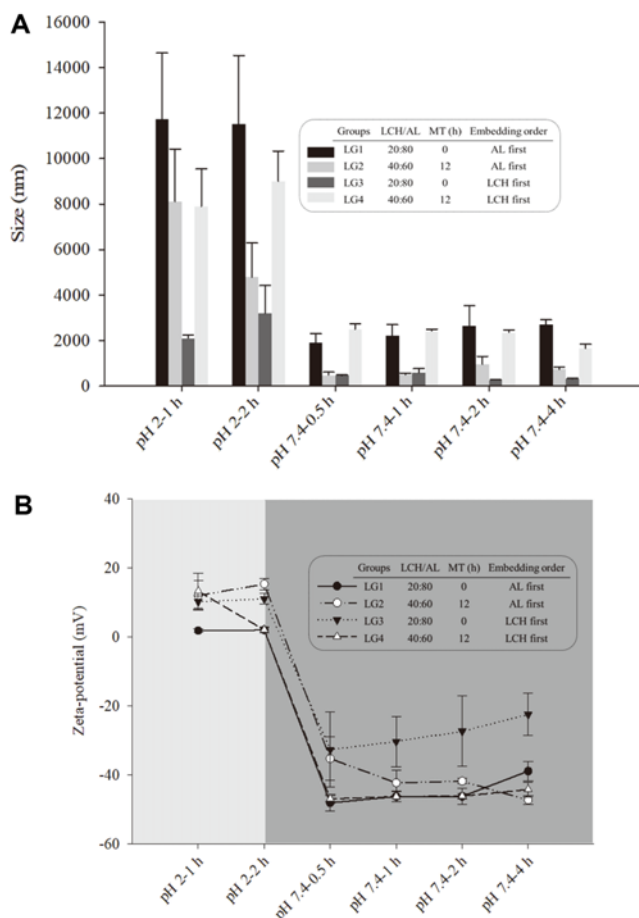 A
16000
14000
12000
10000
8000
6000
4000
2000
0
Size (nm)
Groups LCH/AL MT (h) Embedding order
LG1 20:80 0 AL first
LG2 40:60 12 AL first
LG3 20:80 0 LCH first
LG4 40:60 12 LCH first
pH 2-1 h
pH 2-2 h
pH 7.4-0.5 h
pH 7.4-1 h
pH 7.4-2 h
pH 7.4-4 h
B
40
20
0
-20
-40
-60
Zeta-potential (mV)
Groups LCH/AL MT (h) Embedding order
LG1 20:80 0 AL first
LG2 40:60 12 AL first
LG3 20:80 0 LCH first
LG4 40:60 12 LCH first
pH 2-1 h
pH 2-2 h
pH 7.4-0.5 h
pH 7.4-1 h
pH 7.4-2 h
pH 7.4-4 h